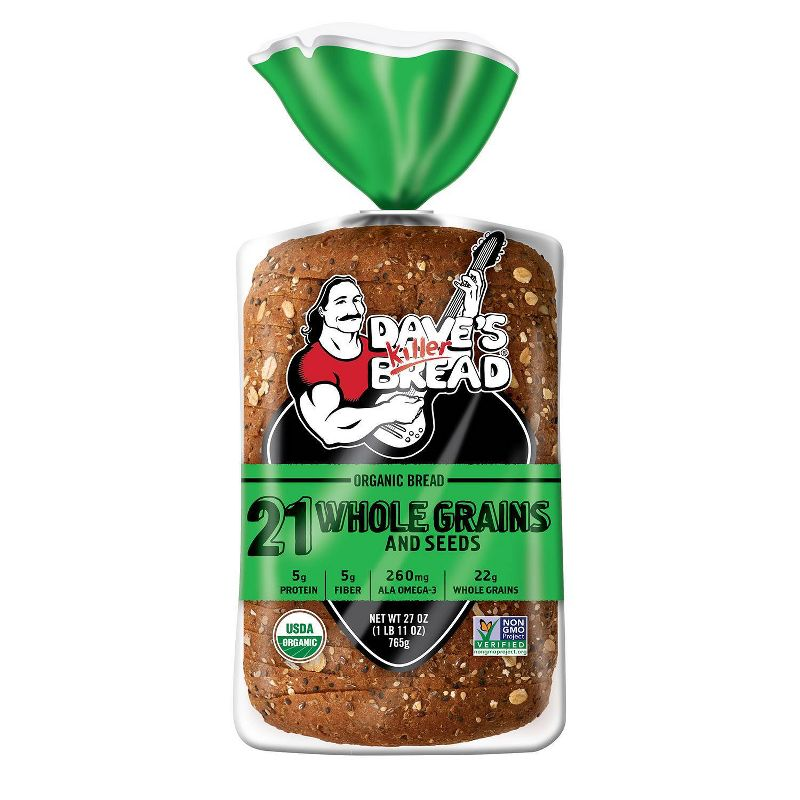 DAVE'S
Killer
BREAD®
ORGANIC BREAD
21 WHOLE GRAINS
AND SEEDS
5g PROTEIN
5g FIBER
260mg ALA OMEGA-3
22g WHOLE GRAINS
NET WT 27 OZ
(1 LB 11 OZ)
765g
USDA
ORGANIC
NON
GMO
Project
VERIFIED
nongmoproject.org